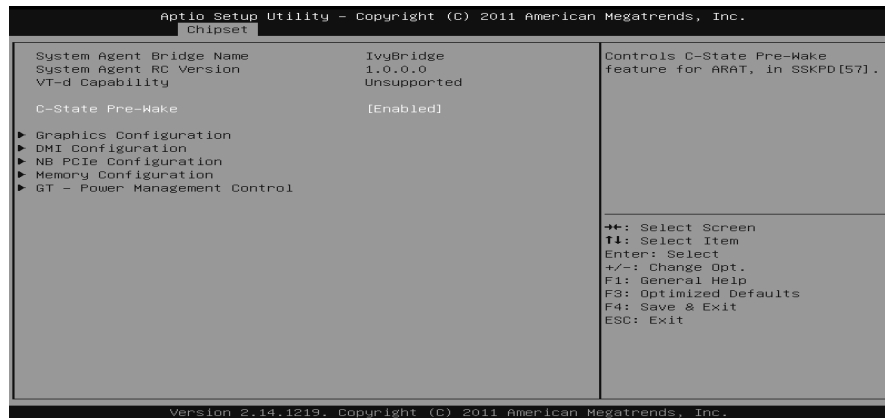 Aptio Setup Utility – Copyright (C) 2011 American Megatrends, Inc.
Chipset
System Agent Bridge Name IvyBridge
System Agent RC Version 1.0.0.0
VT-d Capability Unsupported
C-State Pre-Wake [Enabled]
► Graphics Configuration
► DMI Configuration
► NB PCIe Configuration
► Memory Configuration
► GT – Power Management Control
Controls C-State Pre-Wake
feature for ARAT, in SSKPD[57].
→←: Select Screen
↑↓: Select Item
Enter: Select
+/-: Change Opt.
F1: General Help
F3: Optimized Defaults
F4: Save & Exit
ESC: Exit
Version 2.14.1219. Copyright (C) 2011 American Megatrends, Inc.